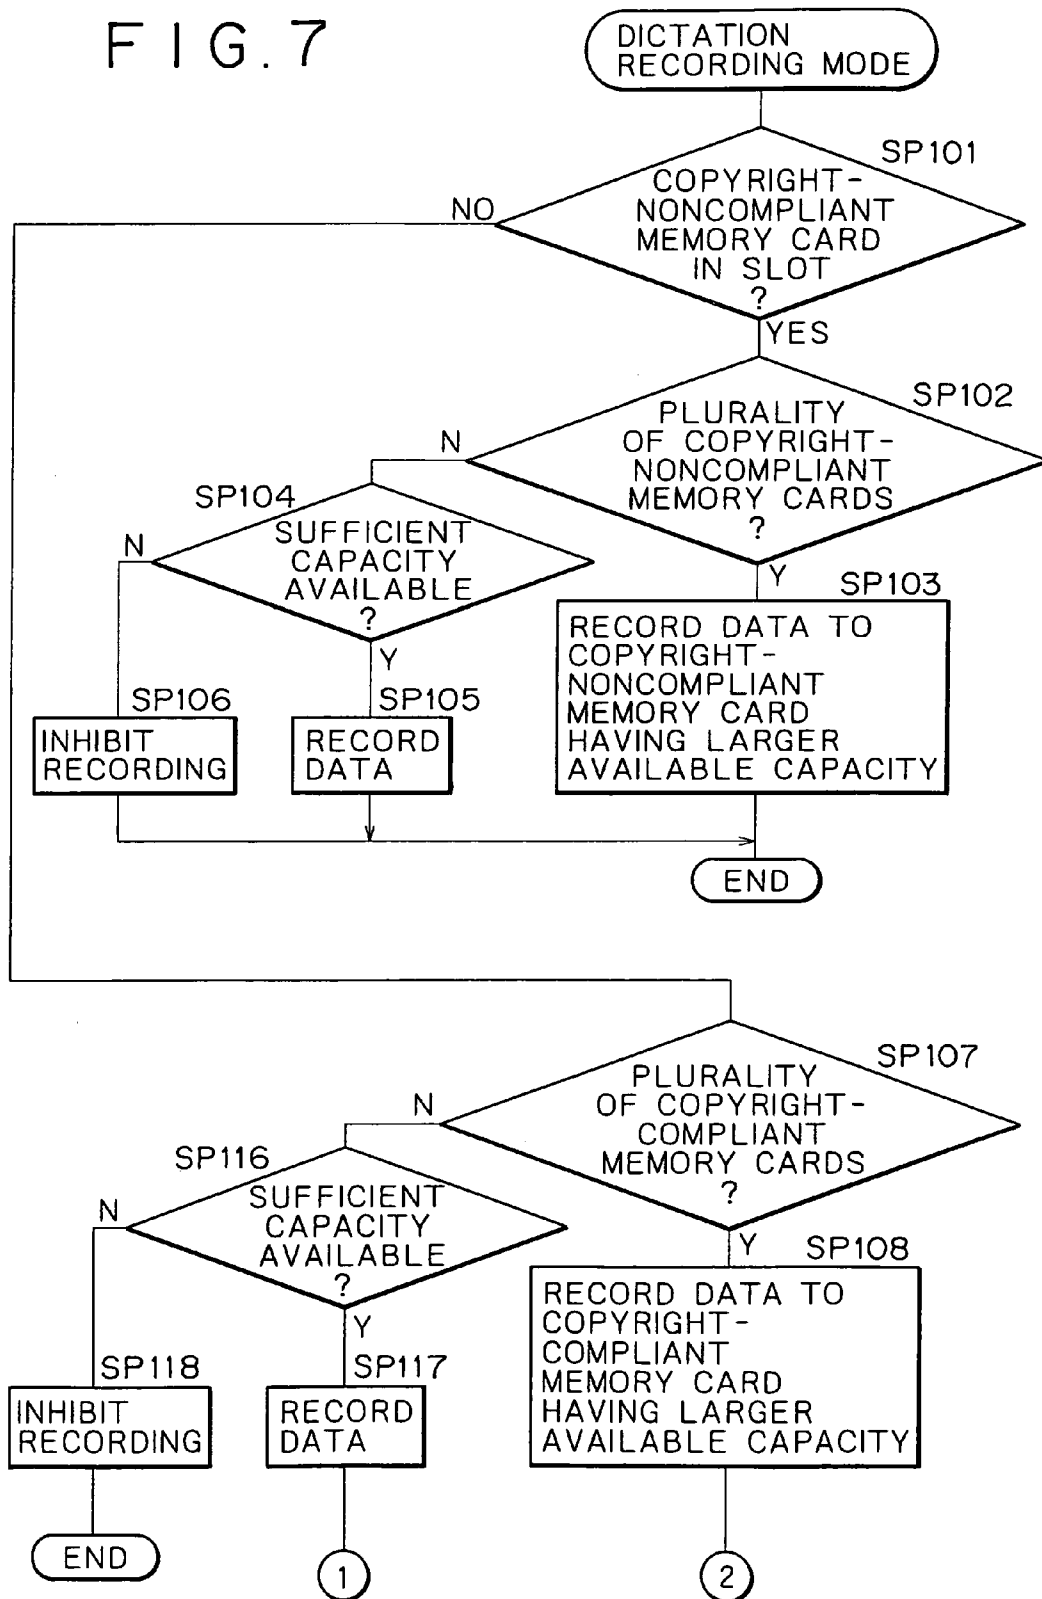 FIG. 7
DICTATION
RECORDING MODE
SP101
COPYRIGHT-
NONCOMPLIANT
MEMORY CARD
IN SLOT
?
NO
YES
SP102
PLURALITY
OF COPYRIGHT-
NONCOMPLIANT
MEMORY CARDS
?
N
Y
SP104
SUFFICIENT
CAPACITY
AVAILABLE
?
N
Y
SP103
RECORD DATA TO
COPYRIGHT-
NONCOMPLIANT
MEMORY CARD
HAVING LARGER
AVAILABLE CAPACITY
SP106
INHIBIT
RECORDING
SP105
RECORD
DATA
END
SP107
PLURALITY
OF COPYRIGHT-
COMPLIANT
MEMORY CARDS
?
N
Y
SP116
SUFFICIENT
CAPACITY
AVAILABLE
?
N
Y
SP108
RECORD DATA TO
COPYRIGHT-
COMPLIANT
MEMORY CARD
HAVING LARGER
AVAILABLE CAPACITY
SP118
INHIBIT
RECORDING
SP117
RECORD
DATA
END
1
2